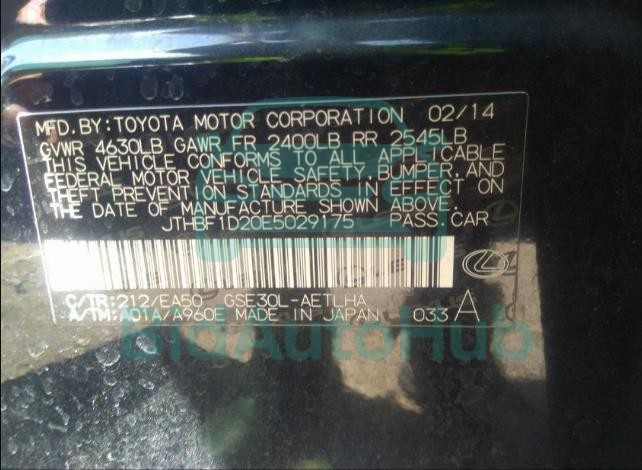 MFD.BY:TOYOTA MOTOR CORPORATION 02/14
GVWR 4630LB GAWR FR 2400LB RR 2545LB
THIS VEHICLE CONFORMS TO ALL APPLICABLE
FEDERAL MOTOR VEHICLE SAFETY,BUMPER,AND
THEFT PREVENTION STANDARDS IN EFFECT ON
THE DATE OF MANUFACTURE SHOWN ABOVE.
JTHBF1D20E5029175 PASS.CAR
C/TR:212/EA50 GSE30L-AETLHA
A/TM:A01A/A960E MADE IN JAPAN 033 A
BidAutoHub